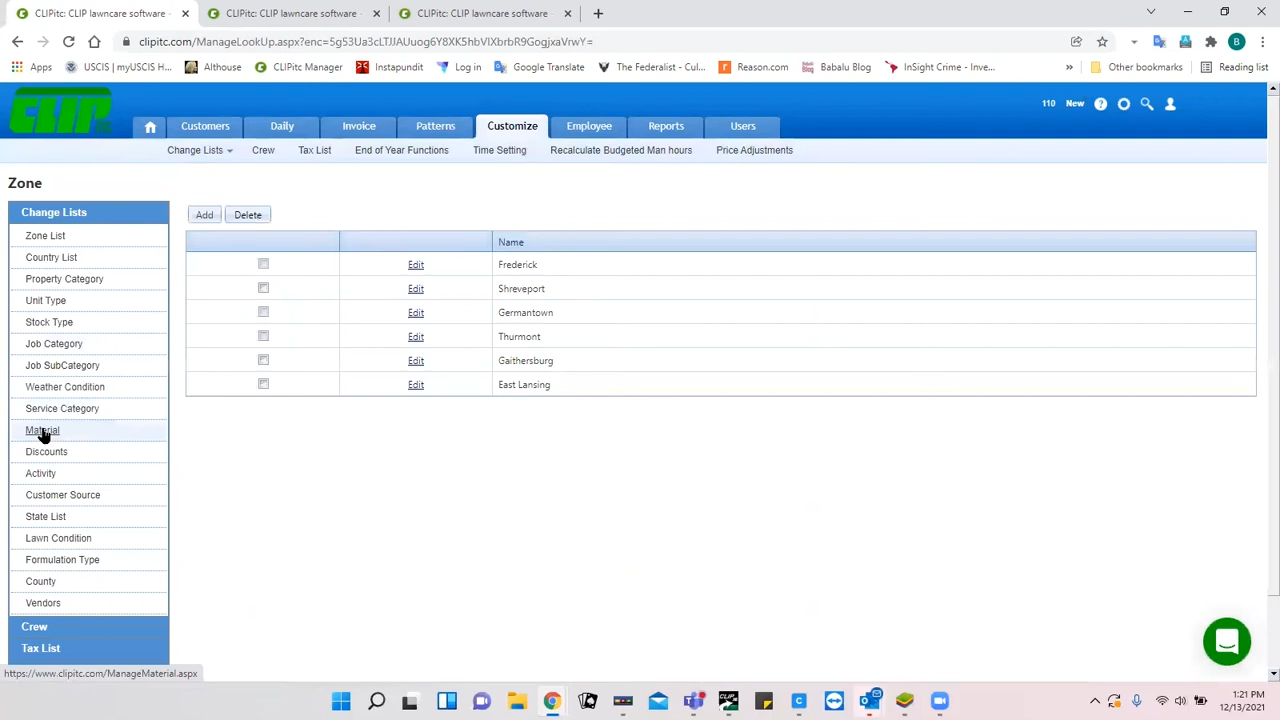 CLIPitc: CLIP lawncare software -
CLIPitc: CLIP lawncare software -
CLIPitc: CLIP lawncare software -
clipitc.com/ManageLookUp.aspx?enc=5g53Ua3cLTJJAUuog6Y8XK5hbVIXbrbR9GogjxaVrwY=
Apps
USCIS | myUSCIS H...
Althouse
CLIPitc Manager
Instapundit
Log in
Google Translate
The Federalist - Cul...
Reason.com
Babalu Blog
InSight Crime - Inve...
»
Other bookmarks
Reading list
CLIP
110 New
Customers
Daily
Invoice
Patterns
Customize
Employee
Reports
Users
Change Lists
Crew
Tax List
End of Year Functions
Time Setting
Recalculate Budgeted Man hours
Price Adjustments
Zone
Change Lists
Zone List
Country List
Property Category
Unit Type
Stock Type
Job Category
Job SubCategory
Weather Condition
Service Category
Material
Discounts
Activity
Customer Source
State List
Lawn Condition
Formulation Type
County
Vendors
Crew
Tax List
Add Delete
Name
Edit Frederick
Edit Shreveport
Edit Germantown
Edit Thurmont
Edit Gaithersburg
Edit East Lansing
https://www.clipitc.com/ManageMaterial.aspx
1:21 PM
12/13/2021